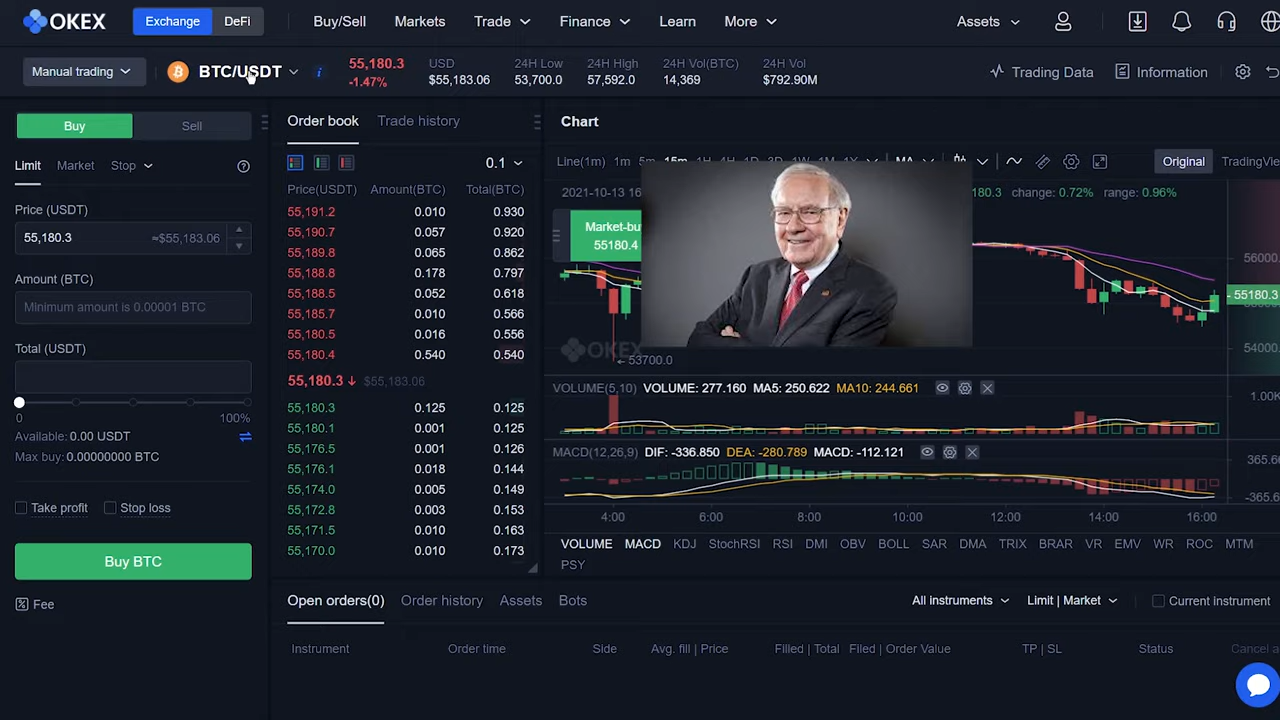 OKEX Exchange DeFi Buy/Sell Markets Trade Finance Learn More Assets
Manual trading BTC/USDT 55,180.3 -1.47% USD $55,183.06 24H Low 53,700.0 24H High 57,592.0 24H Vol(BTC) 14,369 24H Vol $792.90M Trading Data Information
Buy Sell
Limit Market Stop
Price (USDT)
55,180.3 ≈$55,183.06
Amount (BTC)
Minimum amount is 0.00001 BTC
Total (USDT)
0 100%
Available: 0.00 USDT
Max buy: 0.00000000 BTC
Take profit Stop loss
Buy BTC
Fee
Order book Trade history
0.1
Price(USDT) Amount(BTC) Total(BTC)
55,191.2 0.010 0.930
55,190.7 0.057 0.920
55,189.8 0.065 0.862
55,188.8 0.178 0.797
55,188.5 0.052 0.618
55,185.7 0.010 0.566
55,180.5 0.016 0.556
55,180.4 0.540 0.540
55,180.3 $55,183.06
55,180.3 0.125 0.125
55,180.1 0.001 0.125
55,176.5 0.001 0.126
55,176.1 0.018 0.144
55,174.0 0.005 0.149
55,172.8 0.003 0.153
55,171.5 0.010 0.163
55,170.0 0.010 0.173
Chart
Line(1m) 1m 5m 15m 1H Original
2021-10-13 16 change: 0.72% range: 0.96%
Market-bu
55180.4
56000.
55180.3
54000.
53700.0
OKE
VOLUME(5,10) VOLUME: 277.160 MA5: 250.622 MA10: 244.661
1.00K
MACD(12,26,9) DIF: -336.850 DEA: -280.789 MACD: -112.121
365.66
-365.6
4:00 6:00 8:00 10:00 12:00 14:00 16:00
VOLUME MACD KDJ StochRSI RSI DMI OBV BOLL SAR DMA TRIX BRAR VR EMV WR ROC MTM
PSY
Open orders(0) Order history Assets Bots All instruments Limit | Market Current instrument
Instrument Order time Side Avg. fill | Price Filled | Total Filed | Order Value TP | SL Status Cancel a